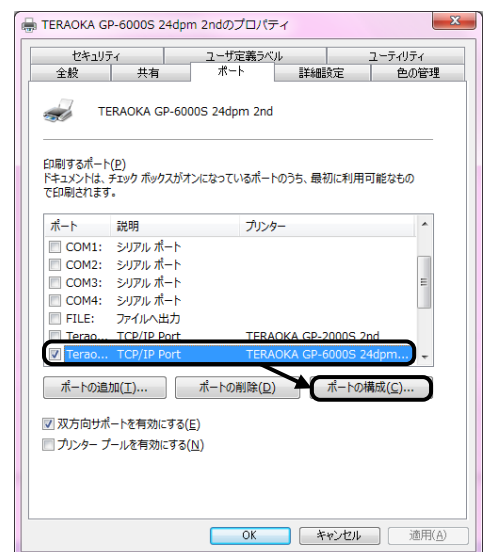 TERAOKA GP-6000S 24dpm 2ndのプロパティ
セキュリティ ユーザ定義ラベル ユーティリティ
全般 共有 ポート 詳細設定 色の管理
TERAOKA GP-6000S 24dpm 2nd
印刷するポート(P)
ドキュメントは、チェック ボックスがオンになっているポートのうち、最初に利用可能なもの
で印刷されます。
ポート 説明 プリンター
COM1: シリアル ポート
COM2: シリアル ポート
COM3: シリアル ポート
COM4: シリアル ポート
FILE: ファイルへ出力
Terao... TCP/IP Port TERAOKA GP-2000S 2nd
Terao... TCP/IP Port TERAOKA GP-6000S 24dpm...
ポートの追加(T)... ポートの削除(D) ポートの構成(C)...
双方向サポートを有効にする(E)
プリンター プールを有効にする(N)
OK キャンセル 適用(A)